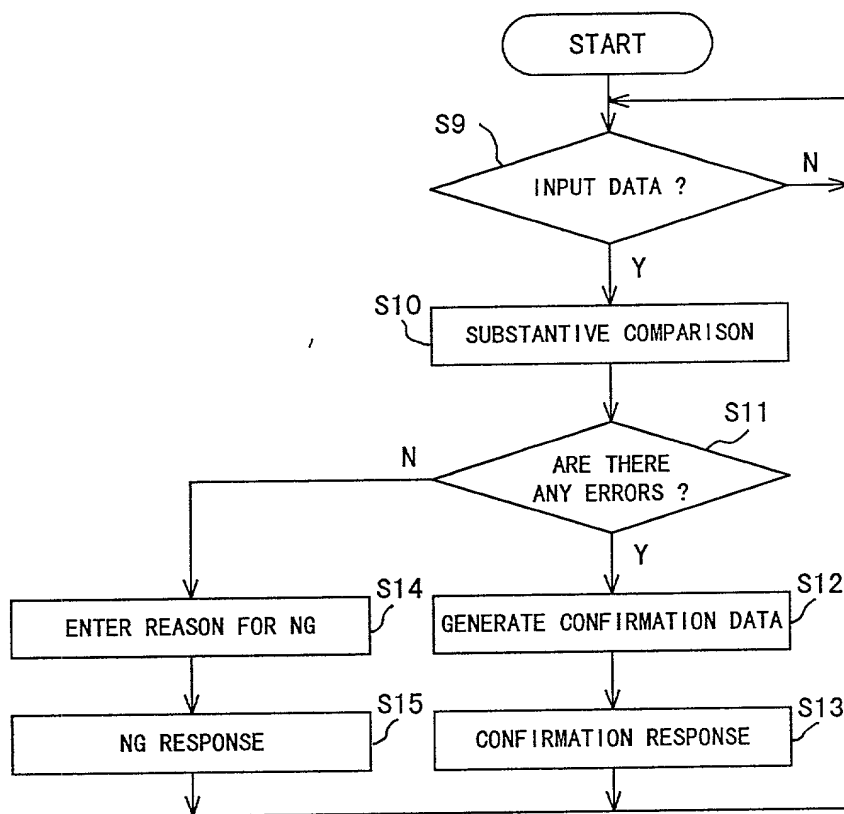 START
S9
INPUT DATA ?
N
Y
S10
SUBSTANTIVE COMPARISON
S11
N
ARE THERE
ANY ERRORS ?
Y
S14
S12
ENTER REASON FOR NG
GENERATE CONFIRMATION DATA
S15
S13
NG RESPONSE
CONFIRMATION RESPONSE